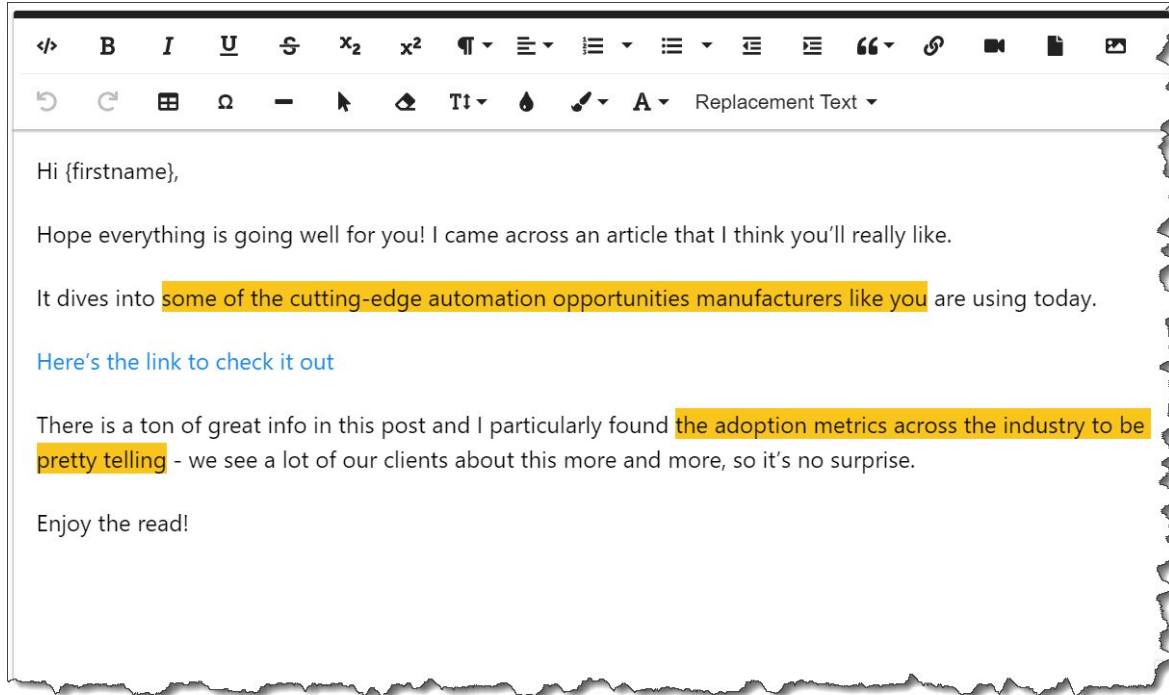 </> B I U S x₂ x² ¶ 66
Ω T A Replacement Text
Hi {firstname},
Hope everything is going well for you! I came across an article that I think you’ll really like.
It dives into some of the cutting-edge automation opportunities manufacturers like you are using today.
Here’s the link to check it out
There is a ton of great info in this post and I particularly found the adoption metrics across the industry to be
pretty telling - we see a lot of our clients about this more and more, so it’s no surprise.
Enjoy the read!